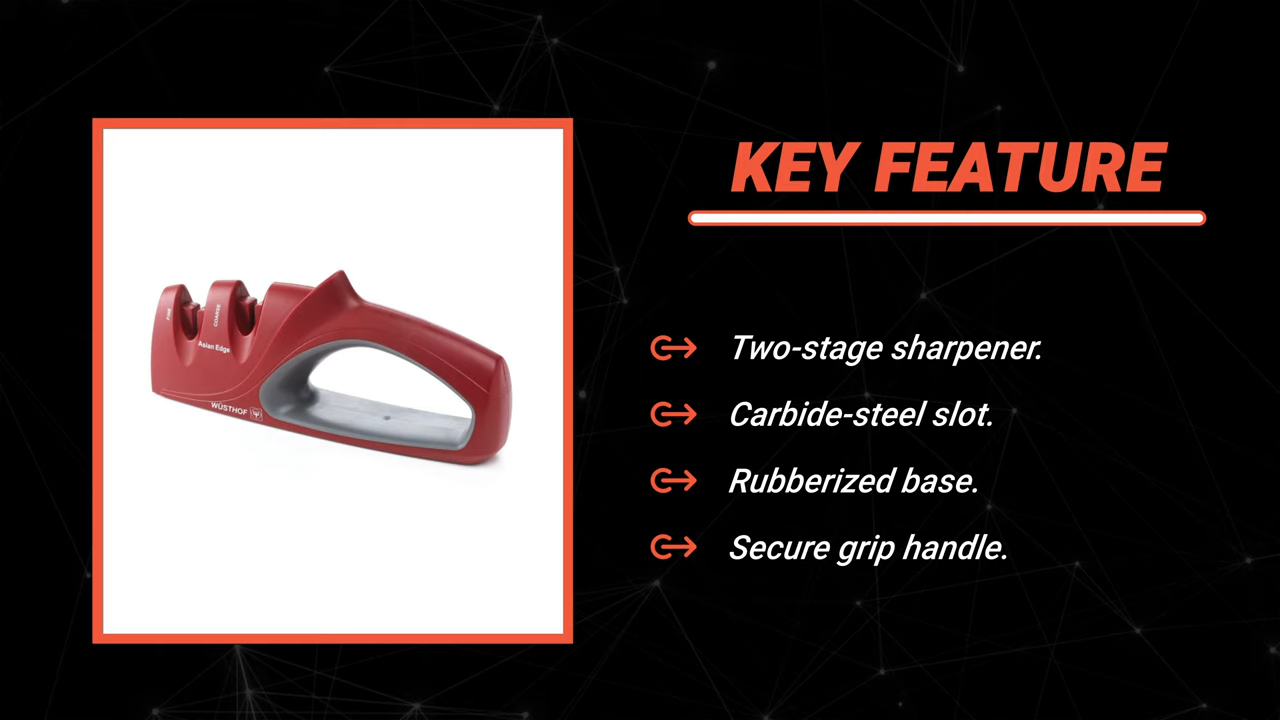 KEY FEATURE
FINE
COARSE
Asian Edge
WÜSTHOF
Two-stage sharpener.
Carbide-steel slot.
Rubberized base.
Secure grip handle.